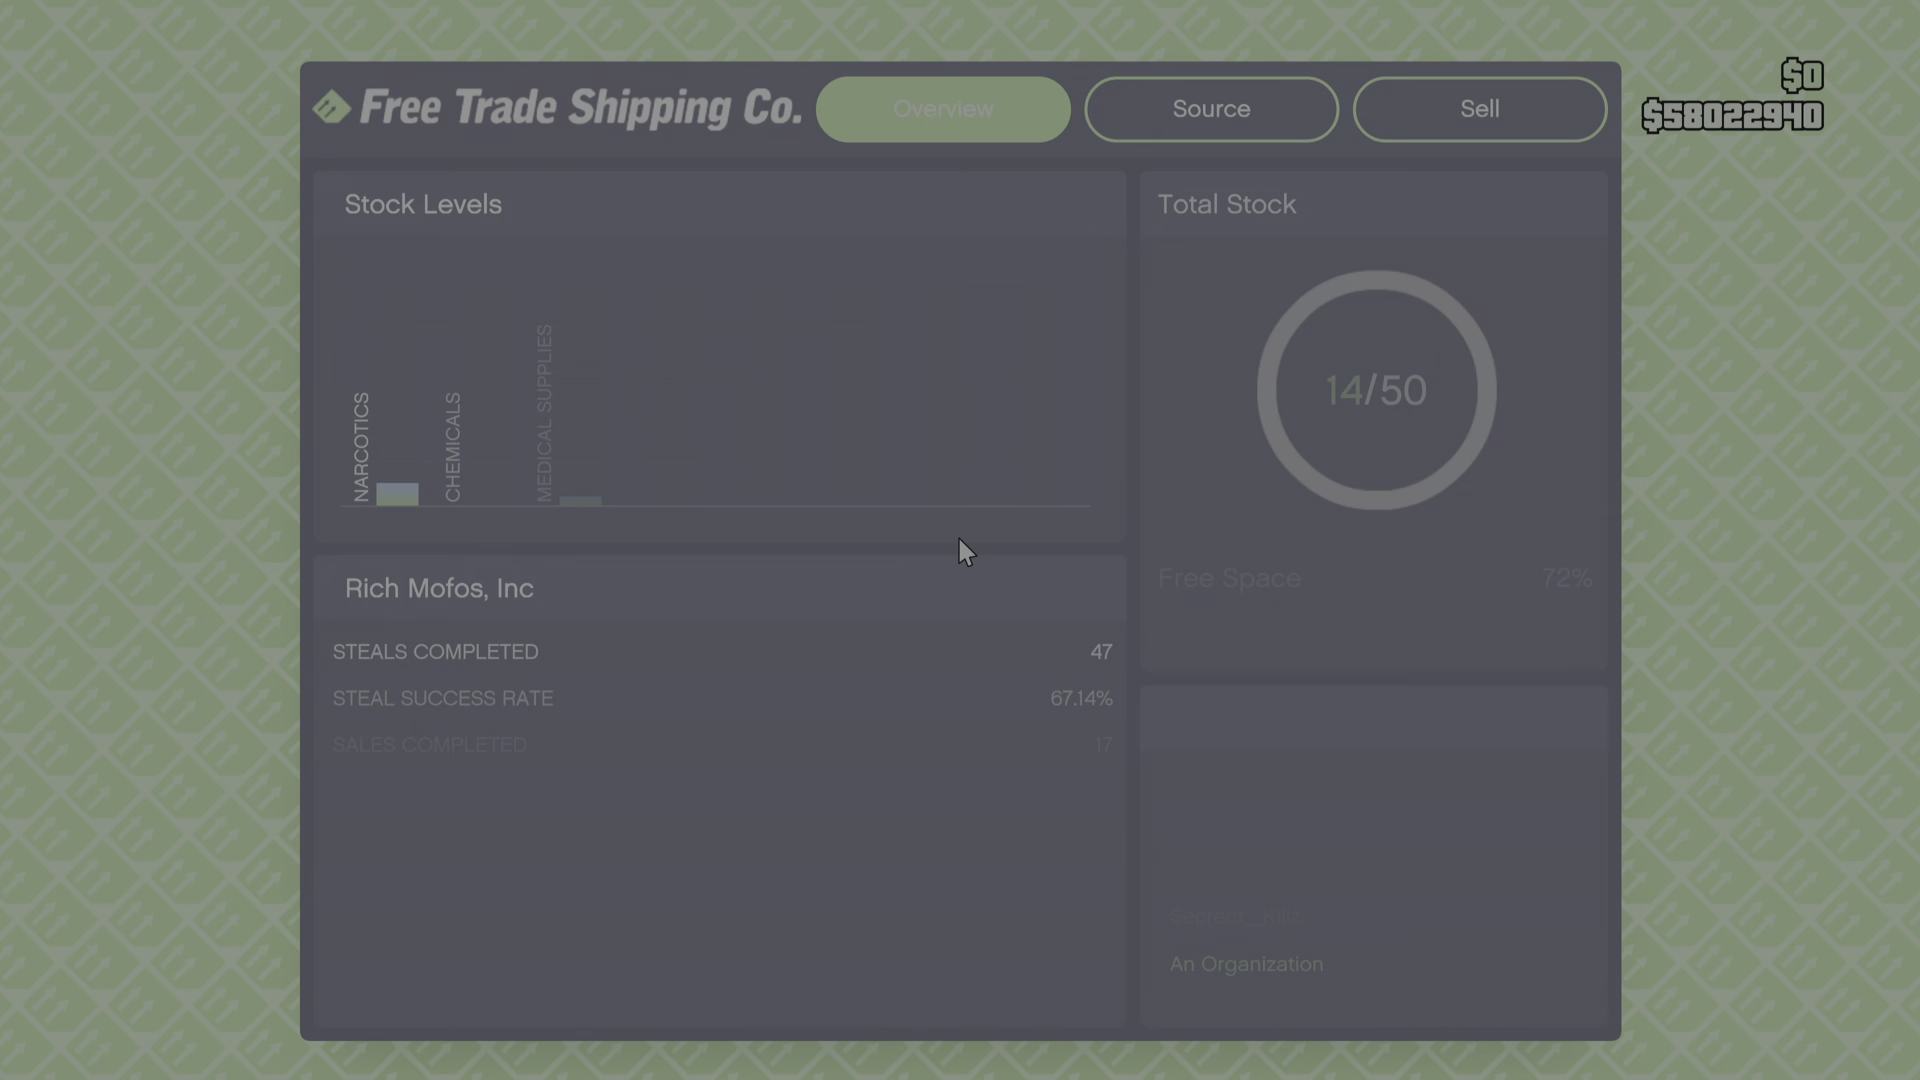 Free Trade Shipping Co.
Overview
Source
Sell
$0
$58022940
Stock Levels
NARCOTICS
CHEMICALS
MEDICAL SUPPLIES
Total Stock
14/50
Free Space 72%
Rich Mofos, Inc
STEALS COMPLETED 47
STEAL SUCCESS RATE 67.14%
SALES COMPLETED 17
An Organization